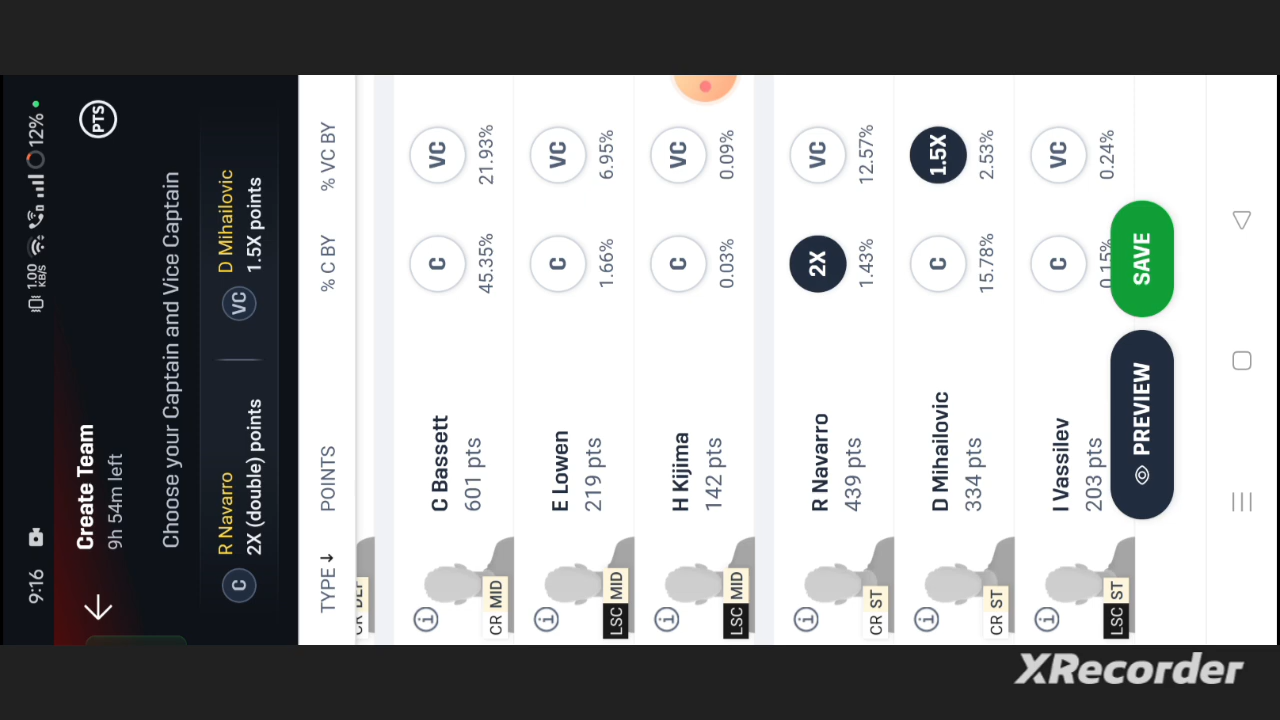 9:16
1.00 KB/S
12%
Create Team
9h 54m left
PTS
Choose your Captain and Vice Captain
C
R Navarro
2X (double) points
VC
D Mihailovic
1.5X points
TYPE ↓ POINTS % C BY % VC BY
CR DEF
C Bassett
601 pts
CR MID
C
45.35%
VC
21.93%
E Lowen
219 pts
LSC MID
C
1.66%
VC
6.95%
H Kijima
142 pts
LSC MID
C
0.03%
VC
0.09%
R Navarro
439 pts
CR ST
2X
1.43%
VC
12.57%
D Mihailovic
334 pts
CR ST
C
15.78%
1.5X
2.53%
I Vassilev
203 pts
LSC ST
C
0.15%
VC
0.24%
PREVIEW
SAVE
XRecorder